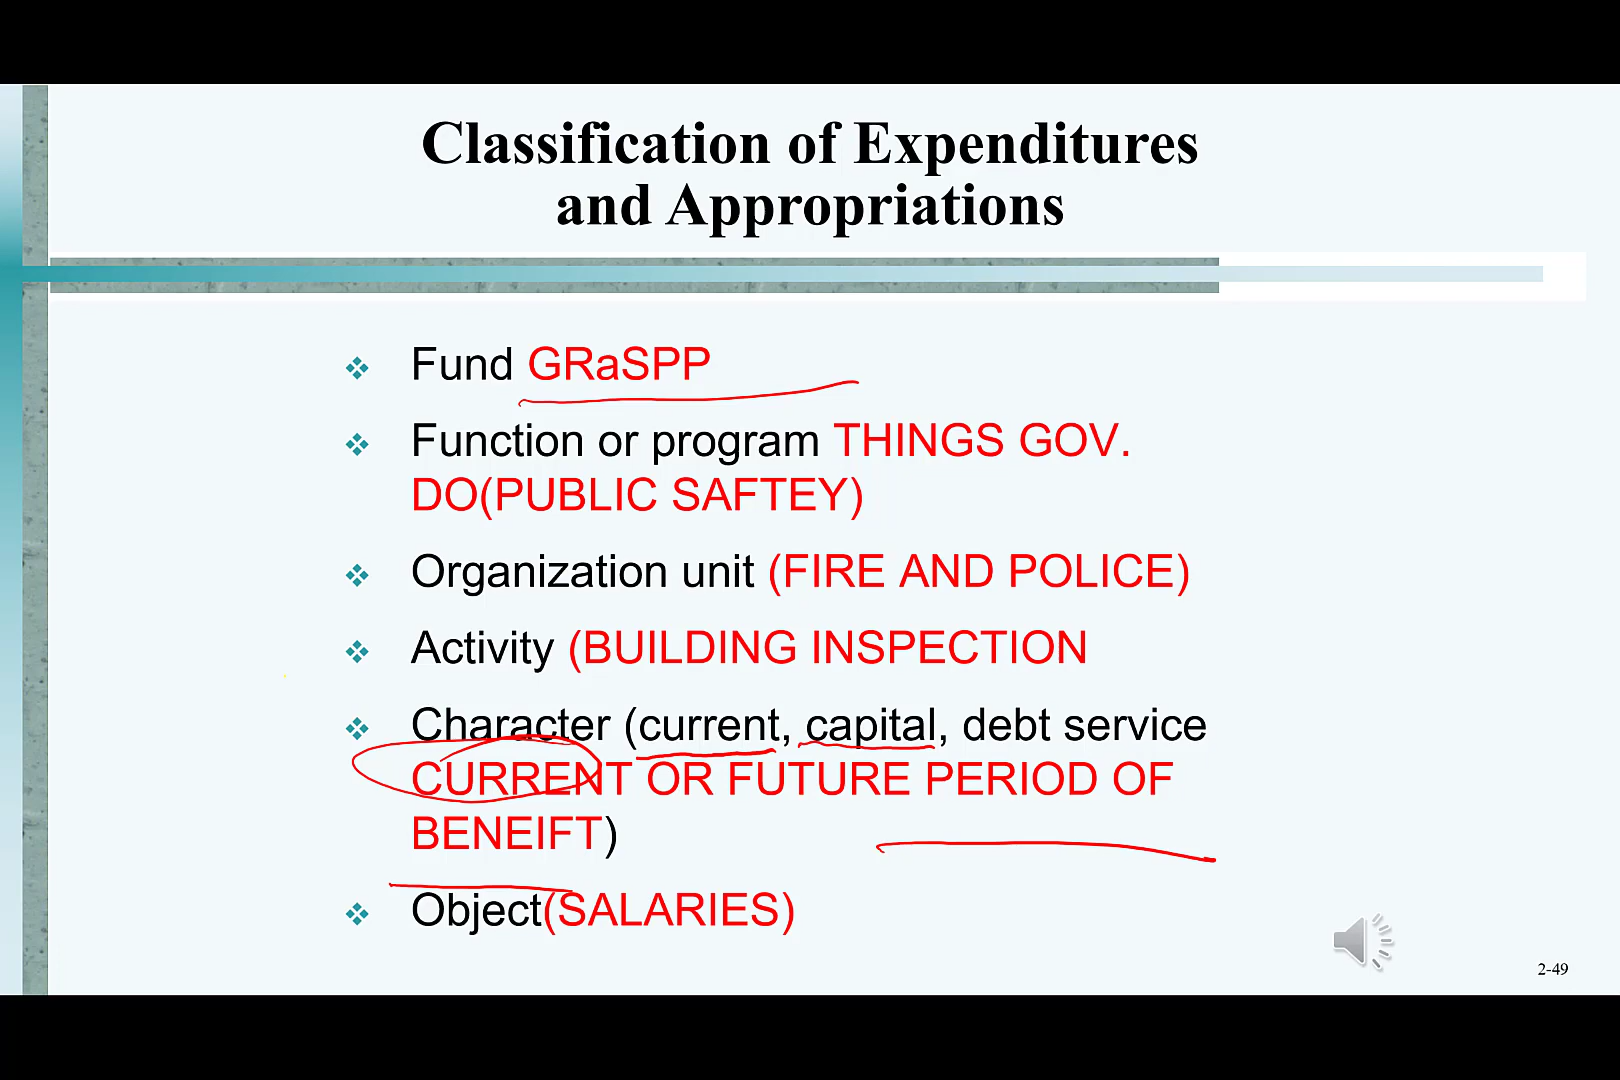 Classification of Expenditures
and Appropriations
Fund GRaSPP
Function or program THINGS GOV.
DO(PUBLIC SAFTEY)
Organization unit (FIRE AND POLICE)
Activity (BUILDING INSPECTION
Character (current, capital, debt service
CURRENT OR FUTURE PERIOD OF
BENEIFT)
Object(SALARIES)
2-49